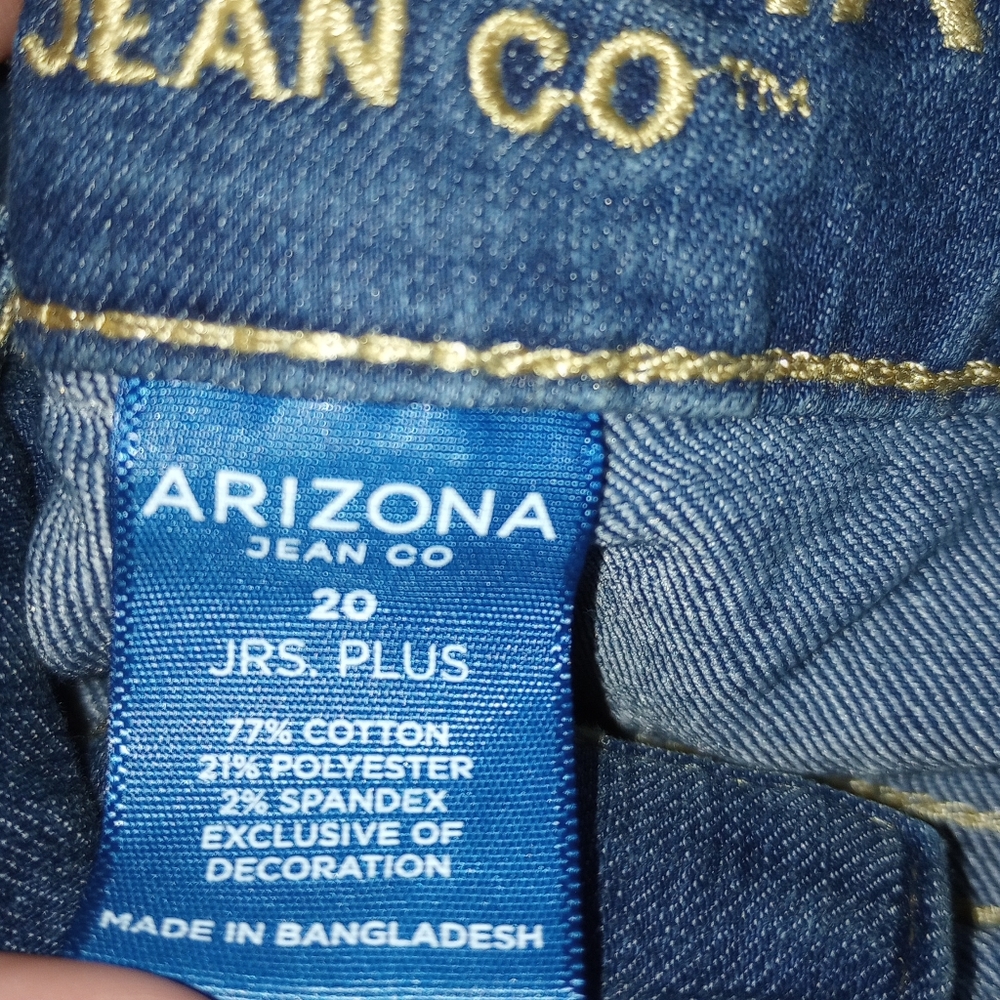 JEAN CO™
ARIZONA
JEAN CO
20
JRS. PLUS
77% COTTON
21% POLYESTER
2% SPANDEX
EXCLUSIVE OF
DECORATION
MADE IN BANGLADESH